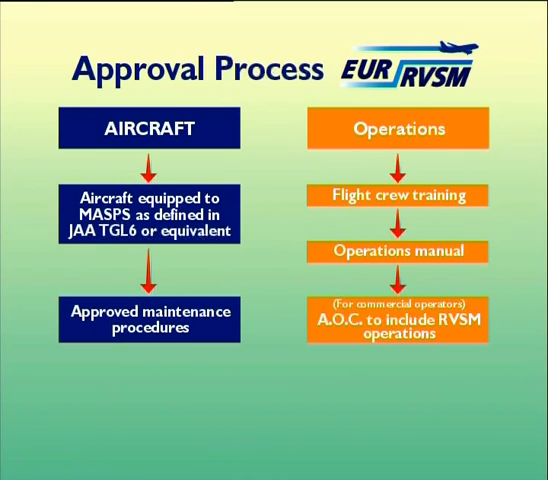 Approval Process
EUR RVSM
AIRCRAFT
Aircraft equipped to
MASPS as defined in
JAA TGL6 or equivalent
Approved maintenance
procedures
Operations
Flight crew training
Operations manual
(For commercial operators)
A.O.C. to include RVSM
operations